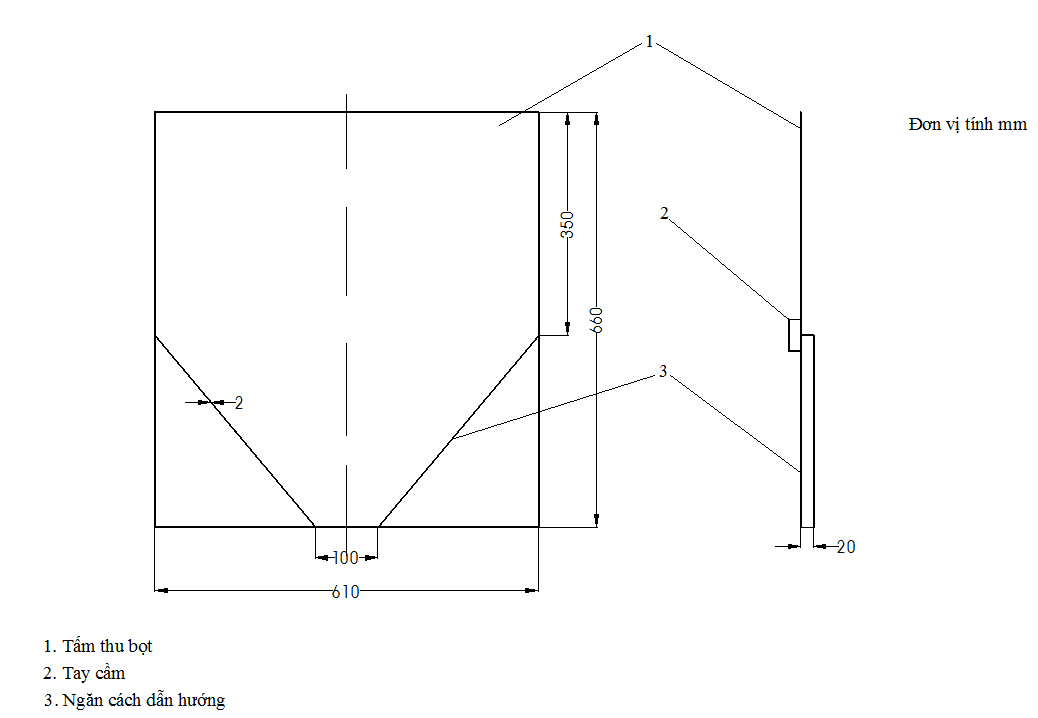 1
Đơn vị tính mm
2
350
660
3
2
20
100
610
1. Tấm thu bọt
2. Tay cầm
3. Ngăn cách dẫn hướng